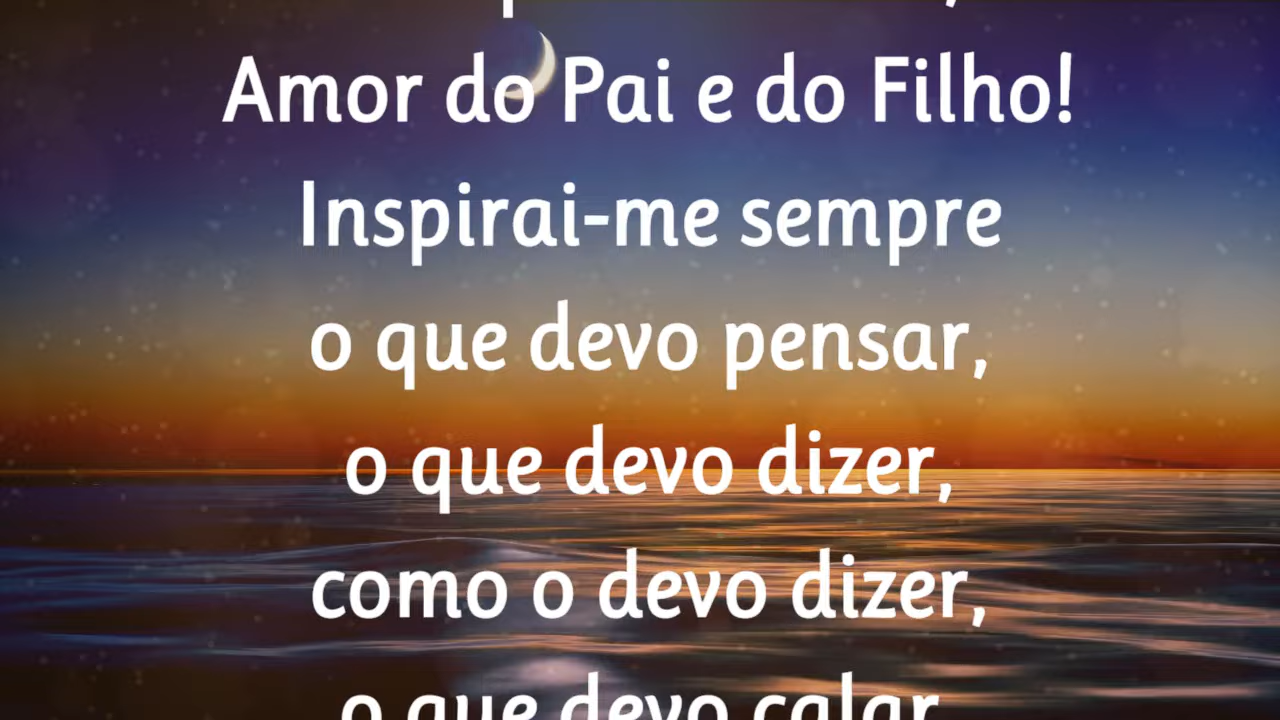 Amor do Pai e do Filho!
Inspirai-me sempre
o que devo pensar,
o que devo dizer,
como o devo dizer,
o que devo calar